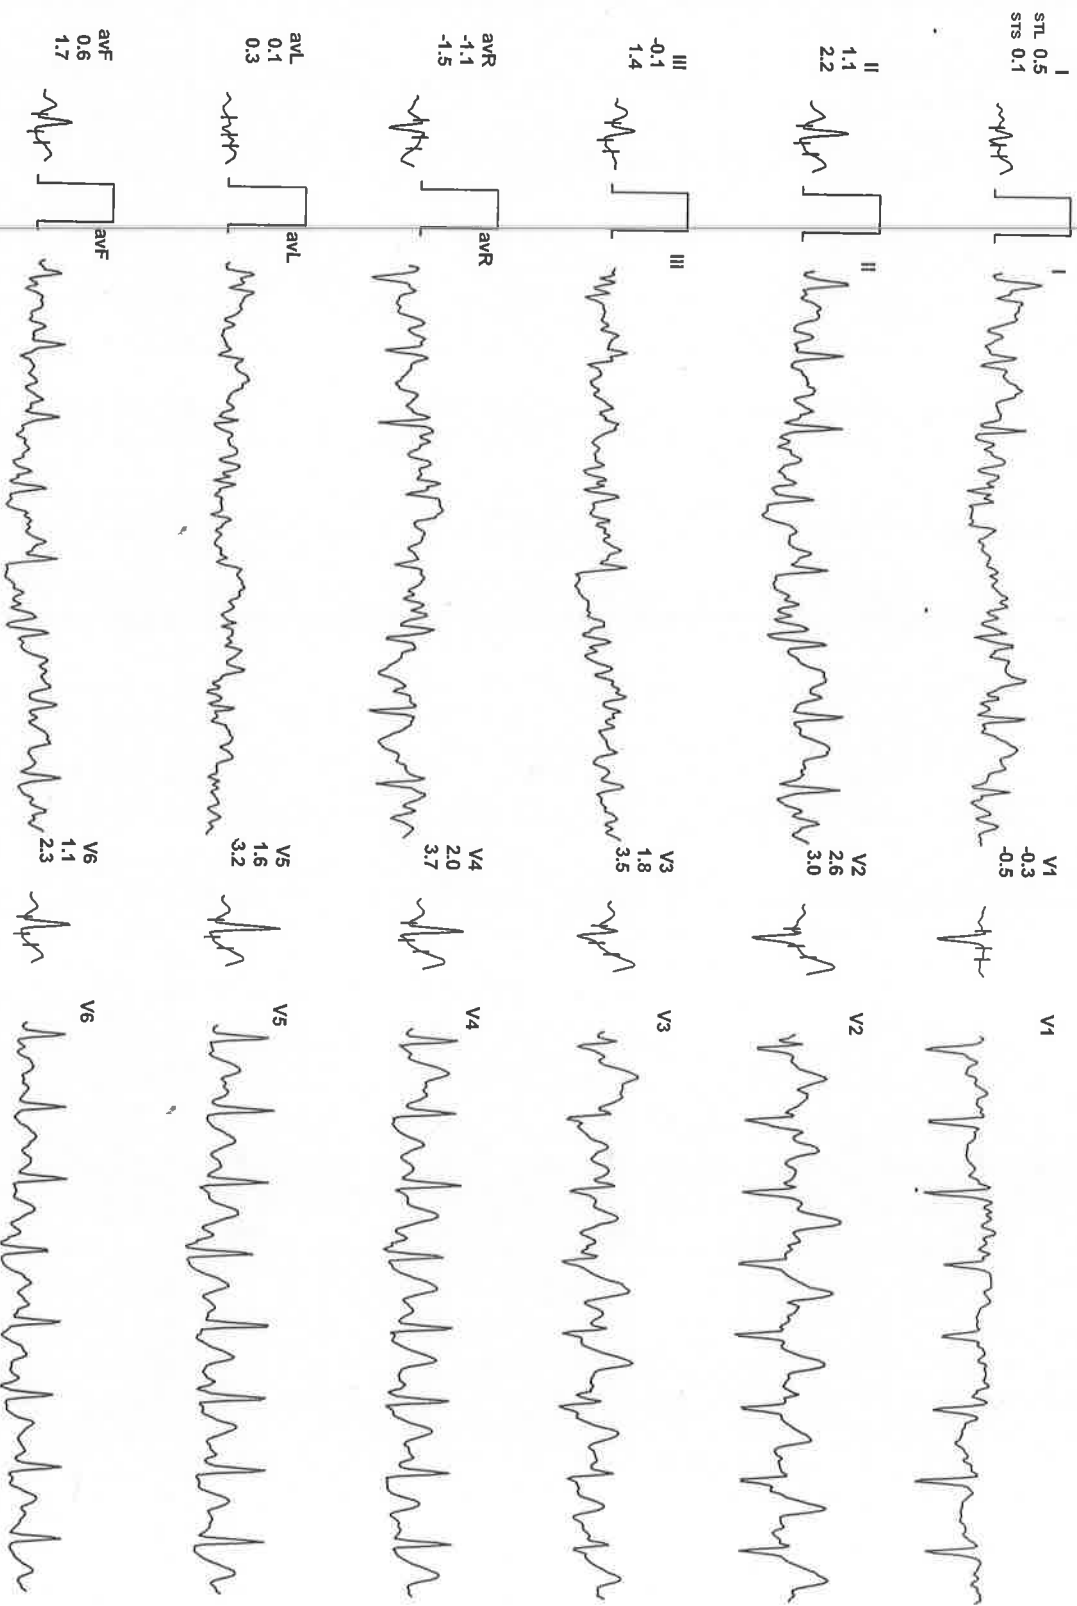 I
STL 0.5
STS 0.1
I
V1
-0.3
-0.5
V1
II
1.1
2.2
II
V2
2.6
3.0
V2
III
-0.1
1.4
III
V3
1.8
3.5
V3
avR
-1.1
-1.5
avR
V4
2.0
3.7
V4
avL
0.1
0.3
avL
V5
1.6
3.2
V5
avF
0.6
1.7
avF
V6
1.1
2.3
V6